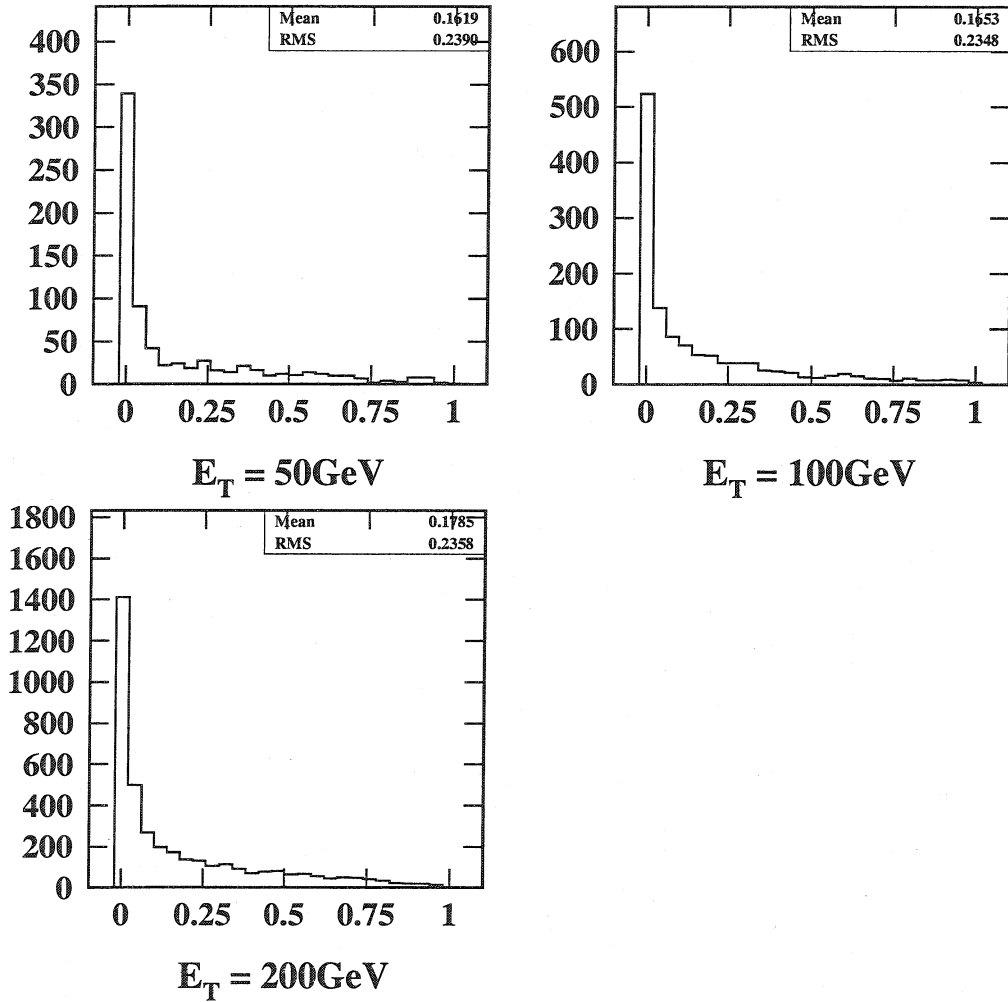 Mean 0.1619
RMS 0.2390
400
350
300
250
200
150
100
50
0
0 0.25 0.5 0.75 1
E_T = 50GeV
Mean 0.1653
RMS 0.2348
600
500
400
300
200
100
0
0 0.25 0.5 0.75 1
E_T = 100GeV
Mean 0.1785
RMS 0.2358
1800
1600
1400
1200
1000
800
600
400
200
0
0 0.25 0.5 0.75 1
E_T = 200GeV